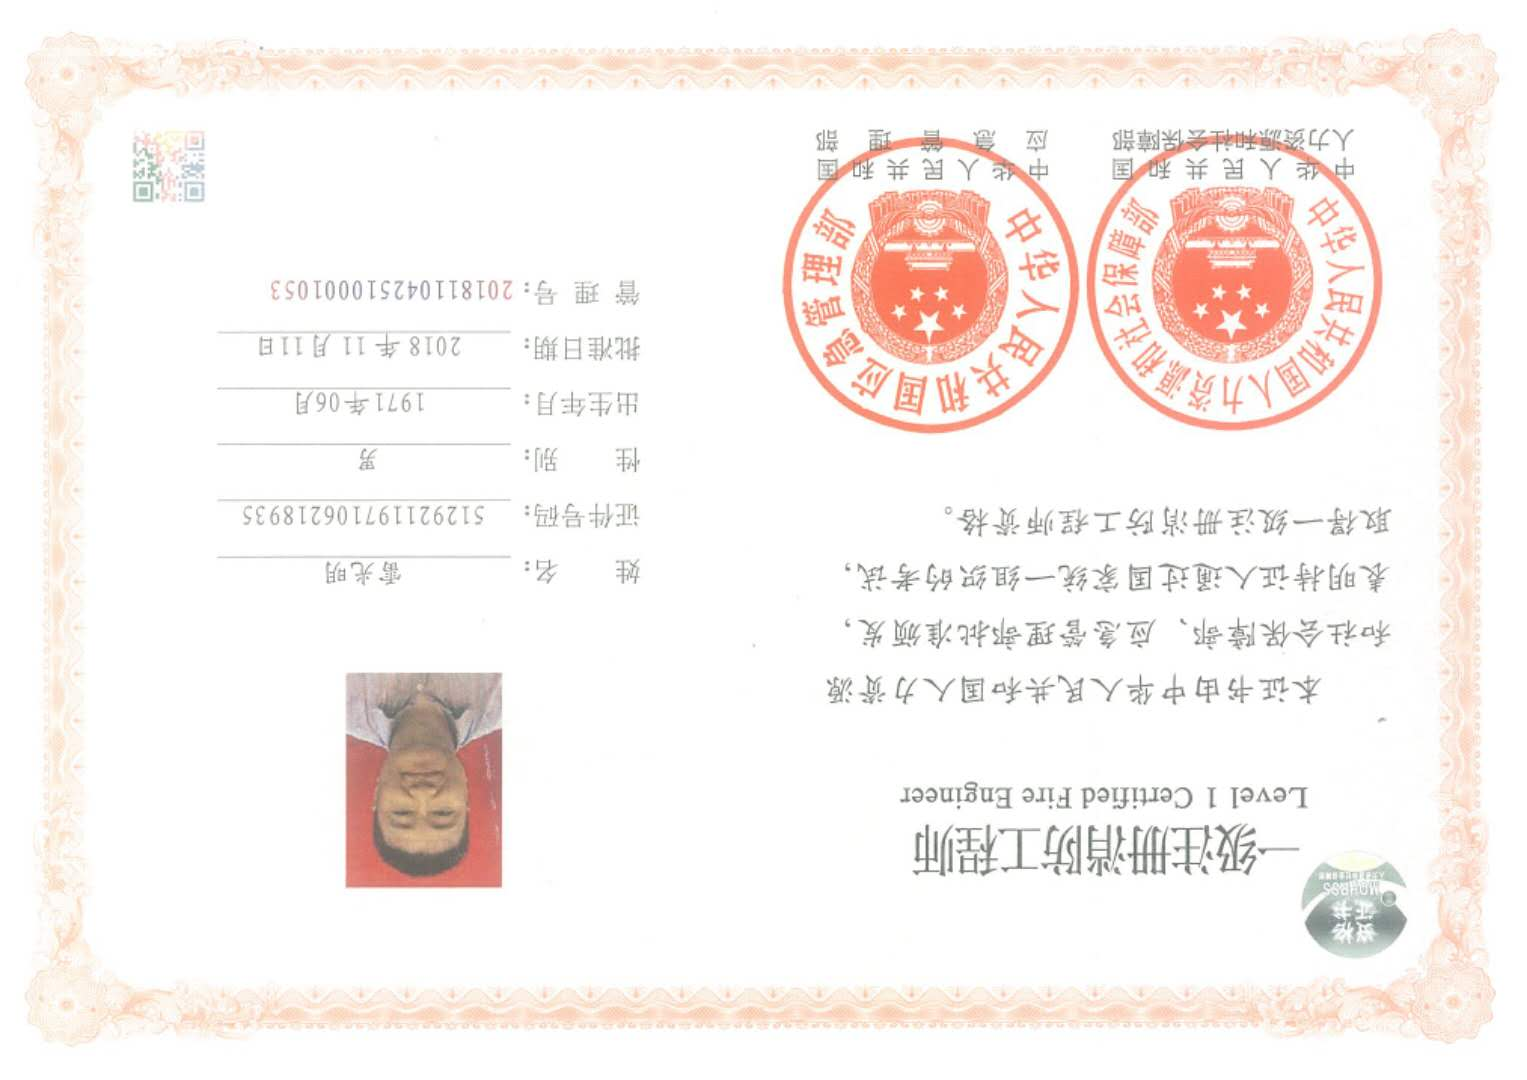 资格
证书
MOHRSS
一级注册消防工程师
Level 1 Certified Fire Engineer
本证书由中华人民共和国人力资源
和社会保障部、应急管理部批准颁发，
表明持证人通过国家统一组织的考试，
取得一级注册消防工程师资格。
中华人民共和国人力资源和社会保障部
中华人民共和国应急管理部
中华人民共和国
人力资源和社会保障部
中华人民共和国
应急管理部
姓 名：雷光明
证件号码：512921197106218935
性 别：男
出生年月：1971年06月
批准日期：2018年11月11日
管 理 号：201811042510001053